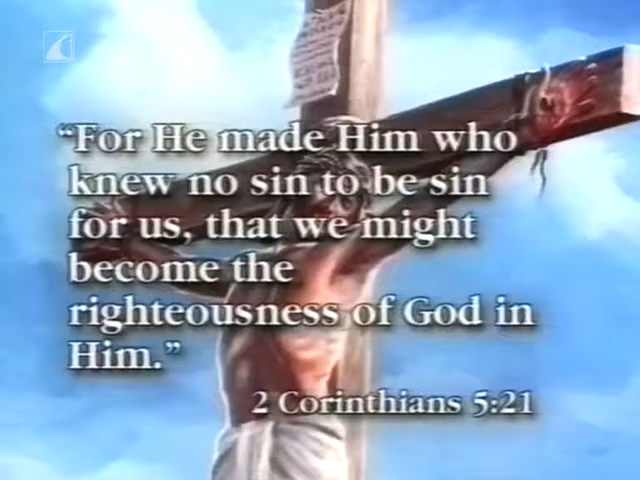 “For He made Him who
knew no sin to be sin
for us, that we might
become the
righteousness of God in
Him.”
2 Corinthians 5:21